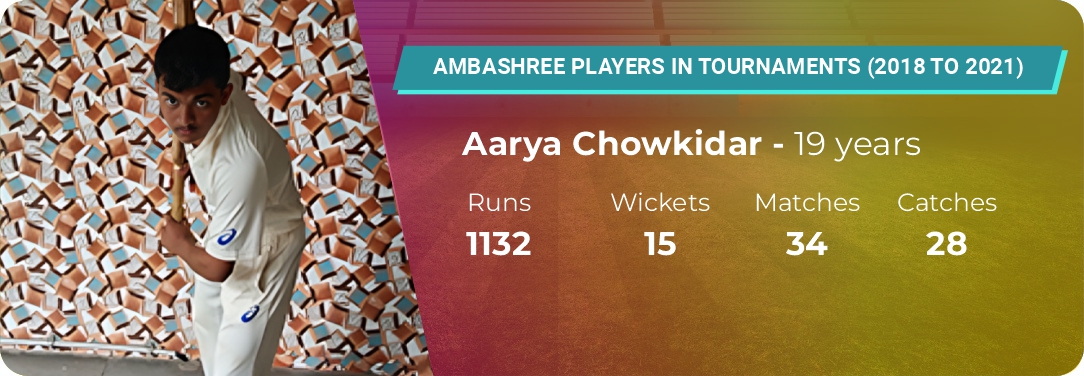 AMBASHREE PLAYERS IN TOURNAMENTS (2018 TO 2021)
Aarya Chowkidar - 19 years
Runs Wickets Matches Catches
1132 15 34 28